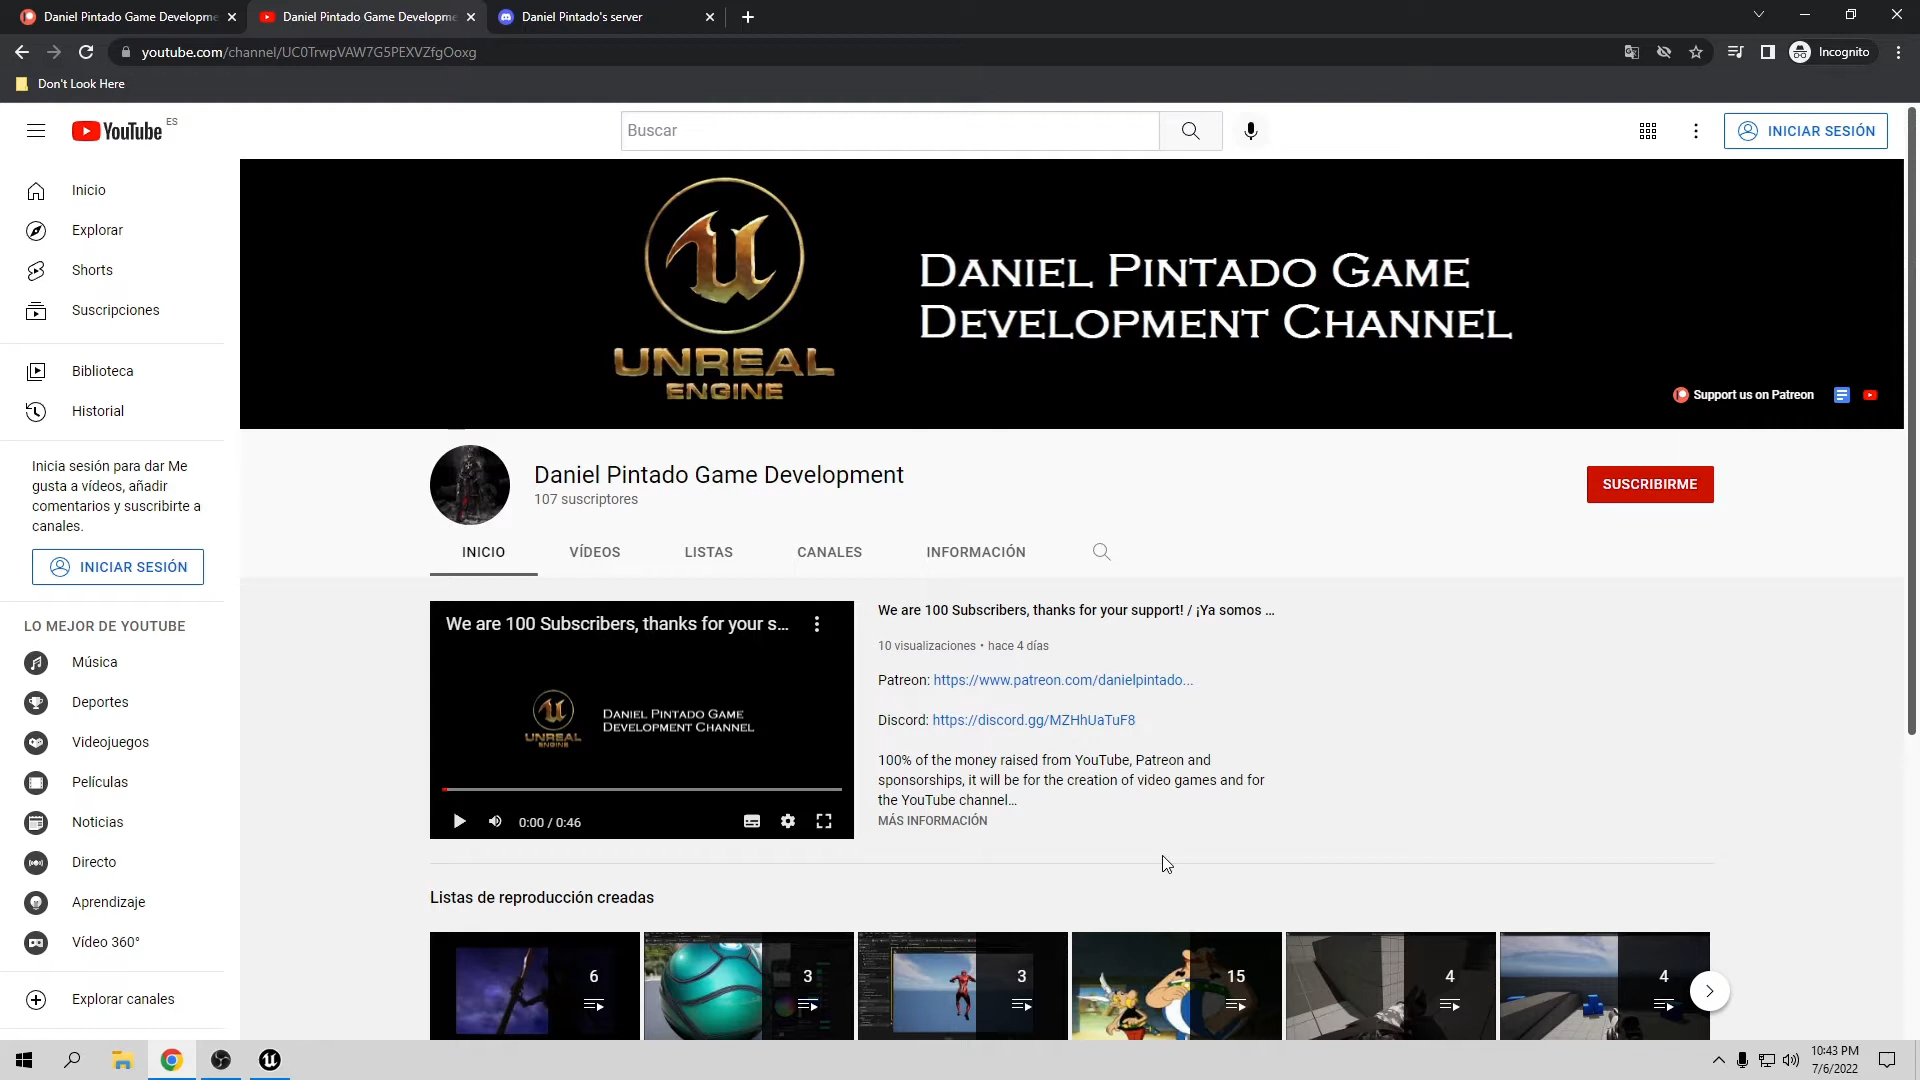 Daniel Pintado Game Developme
Daniel Pintado Game Developme
Daniel Pintado's server
youtube.com/channel/UC0TrwpVAW7G5PEXVZfgOoxg
Incognito
Don't Look Here
YouTube ES
Buscar
INICIAR SESIÓN
Inicio
Explorar
Shorts
Suscripciones
Biblioteca
Historial
Inicia sesión para dar Me
gusta a vídeos, añadir
comentarios y suscribirte a
canales.
INICIAR SESIÓN
LO MEJOR DE YOUTUBE
Música
Deportes
Videojuegos
Películas
Noticias
Directo
Aprendizaje
Vídeo 360°
Explorar canales
UNREAL
ENGINE
DANIEL PINTADO GAME
DEVELOPMENT CHANNEL
Support us on Patreon
Daniel Pintado Game Development
107 suscriptores
SUSCRIBIRME
INICIO VÍDEOS LISTAS CANALES INFORMACIÓN
We are 100 Subscribers, thanks for your s...
UNREAL
ENGINE
DANIEL PINTADO GAME
DEVELOPMENT CHANNEL
0:00 / 0:46
We are 100 Subscribers, thanks for your support! / ¡Ya somos ...
10 visualizaciones • hace 4 días
Patreon: https://www.patreon.com/danielpintado...
Discord: https://discord.gg/MZHhUaTuF8
100% of the money raised from YouTube, Patreon and
sponsorships, it will be for the creation of video games and for
the YouTube channel...
MÁS INFORMACIÓN
Listas de reproducción creadas
6 3 3 15 4 4
10:43 PM
7/6/2022